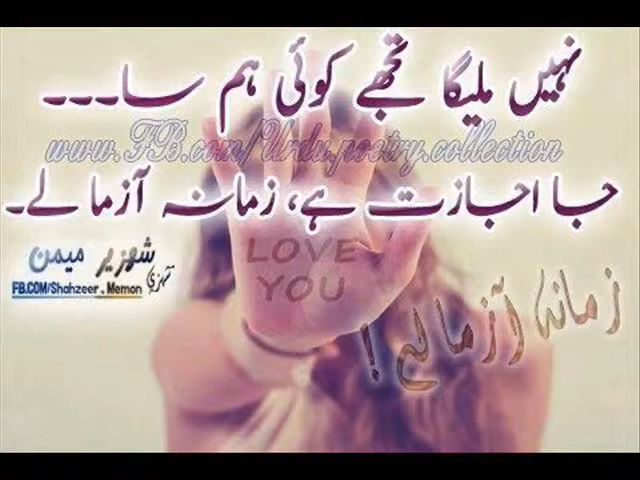 نہیں ملیگا تجھے کوئی ہم سا---
www.FB.com/Urdu.poetry.collection
جا اجازت ہے، زمانہ آزمالے۔
شہزیر میمن
FB.COM/Shahzeer.Memon
LOVE
YOU
زمانہ آزمالے !